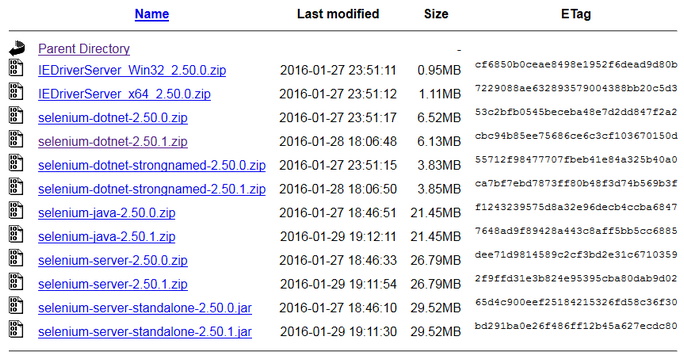 Name Last modified Size ETag
Parent Directory -
IEDriverServer_Win32_2.50.0.zip 2016-01-27 23:51:11 0.95MB cf6850b0ceae8498e1952f6dead9d80b
IEDriverServer_x64_2.50.0.zip 2016-01-27 23:51:12 1.11MB 7229088ae632893579004388bb20c5d3
selenium-dotnet-2.50.0.zip 2016-01-27 23:51:17 6.52MB 53c2bfb0545beceba48e7d2dd847f2a2
selenium-dotnet-2.50.1.zip 2016-01-28 18:06:48 6.13MB cbc94b85ee75686ce6c3cf103670150d
selenium-dotnet-strongnamed-2.50.0.zip 2016-01-27 23:51:15 3.83MB 55712f98477707fbeb41e84a325b40a0
selenium-dotnet-strongnamed-2.50.1.zip 2016-01-28 18:06:50 3.85MB ca7bf7ebd7873ff80b48f3d74b569b3f
selenium-java-2.50.0.zip 2016-01-27 18:46:51 21.45MB f1243239575d8a32e96decb4ccba6847
selenium-java-2.50.1.zip 2016-01-29 19:12:11 21.45MB 7648ad9f89428a443c8aff5bb5cc6885
selenium-server-2.50.0.zip 2016-01-27 18:46:33 26.79MB dee71d9814589c2cf3bd2e31c6710359
selenium-server-2.50.1.zip 2016-01-29 19:11:54 26.79MB 2f9ffd31e3b824e95395cba80dab9d02
selenium-server-standalone-2.50.0.jar 2016-01-27 18:46:10 29.52MB 65d4c900eef25184215326fd58c36f30
selenium-server-standalone-2.50.1.jar 2016-01-29 19:11:30 29.52MB bd291ba0e26f486ff12b45a627ecdc80